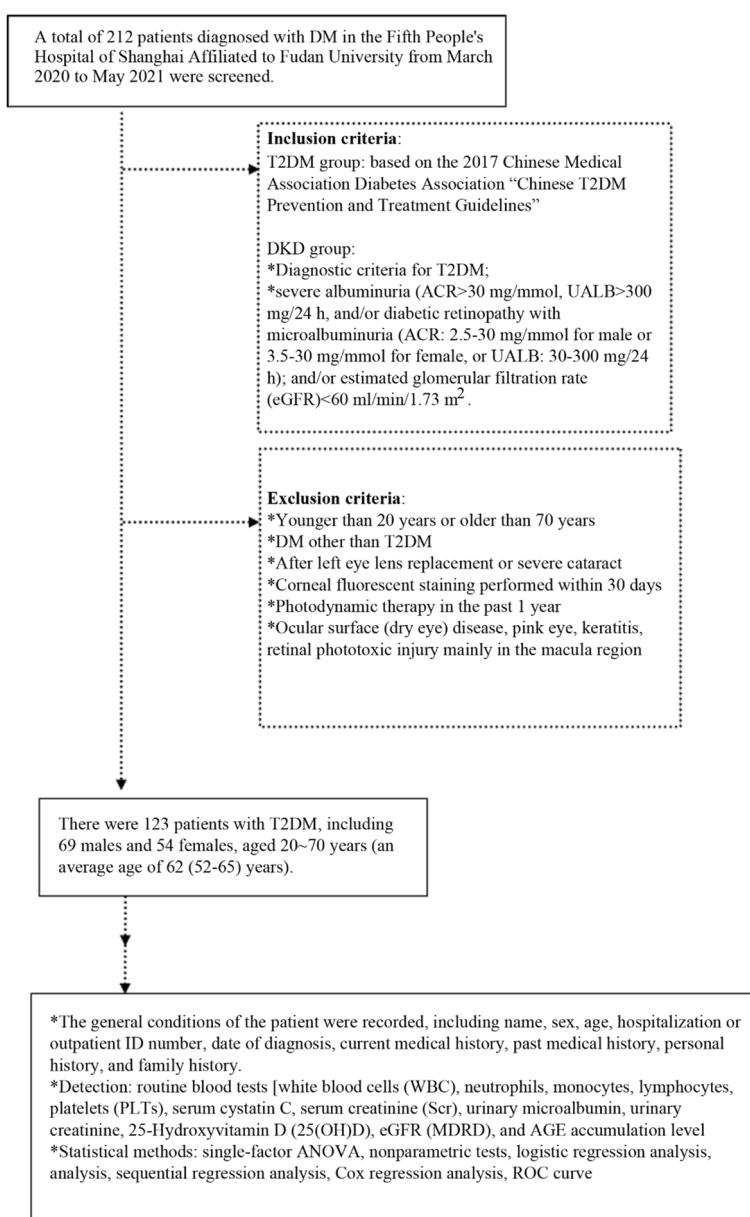 A total of 212 patients diagnosed with DM in the Fifth People's
Hospital of Shanghai Affiliated to Fudan University from March
2020 to May 2021 were screened.
Inclusion criteria:
T2DM group: based on the 2017 Chinese Medical
Association Diabetes Association “Chinese T2DM
Prevention and Treatment Guidelines”
DKD group:
*Diagnostic criteria for T2DM;
*severe albuminuria (ACR>30 mg/mmol, UALB>300
mg/24 h, and/or diabetic retinopathy with
microalbuminuria (ACR: 2.5-30 mg/mmol for male or
3.5-30 mg/mmol for female, or UALB: 30-300 mg/24
h); and/or estimated glomerular filtration rate
(eGFR)<60 ml/min/1.73 m².
Exclusion criteria:
*Younger than 20 years or older than 70 years
*DM other than T2DM
*After left eye lens replacement or severe cataract
*Corneal fluorescent staining performed within 30 days
*Photodynamic therapy in the past 1 year
*Ocular surface (dry eye) disease, pink eye, keratitis,
retinal phototoxic injury mainly in the macula region
There were 123 patients with T2DM, including
69 males and 54 females, aged 20~70 years (an
average age of 62 (52-65) years).
*The general conditions of the patient were recorded, including name, sex, age, hospitalization or
outpatient ID number, date of diagnosis, current medical history, past medical history, personal
history, and family history.
*Detection: routine blood tests [white blood cells (WBC), neutrophils, monocytes, lymphocytes,
platelets (PLTs), serum cystatin C, serum creatinine (Scr), urinary microalbumin, urinary
creatinine, 25-Hydroxyvitamin D (25(OH)D), eGFR (MDRD), and AGE accumulation level
*Statistical methods: single-factor ANOVA, nonparametric tests, logistic regression analysis,
analysis, sequential regression analysis, Cox regression analysis, ROC curve